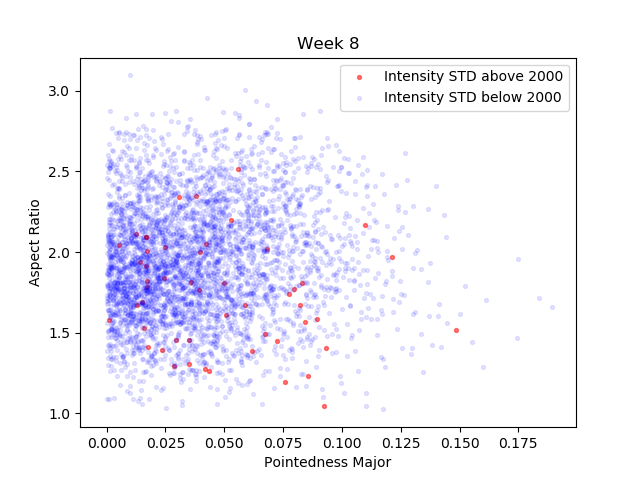 Week 8
Intensity STD above 2000
Intensity STD below 2000
Aspect Ratio
3.0
2.5
2.0
1.5
1.0
0.000 0.025 0.050 0.075 0.100 0.125 0.150 0.175
Pointedness Major